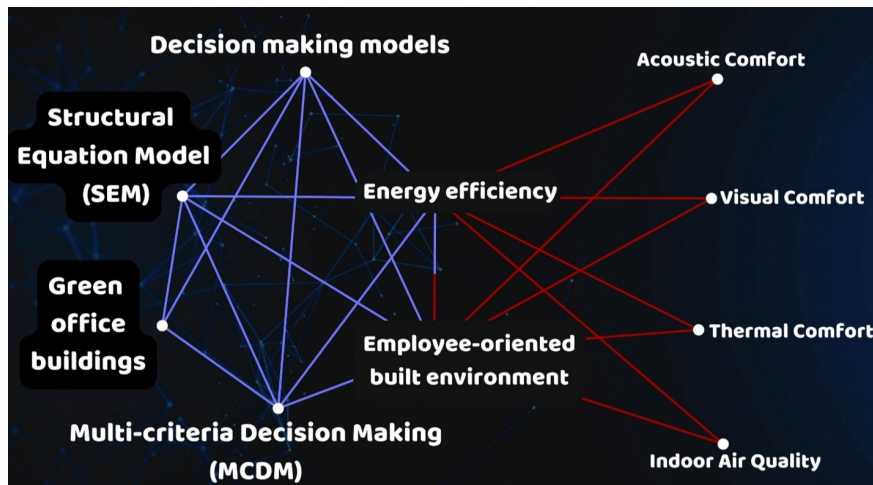 Decision making models
Acoustic Comfort
Structural
Equation Model
(SEM)
Energy efficiency
Visual Comfort
Green
office
buildings
Employee-oriented
built environment
Thermal Comfort
Multi-criteria Decision Making
(MCDM)
Indoor Air Quality